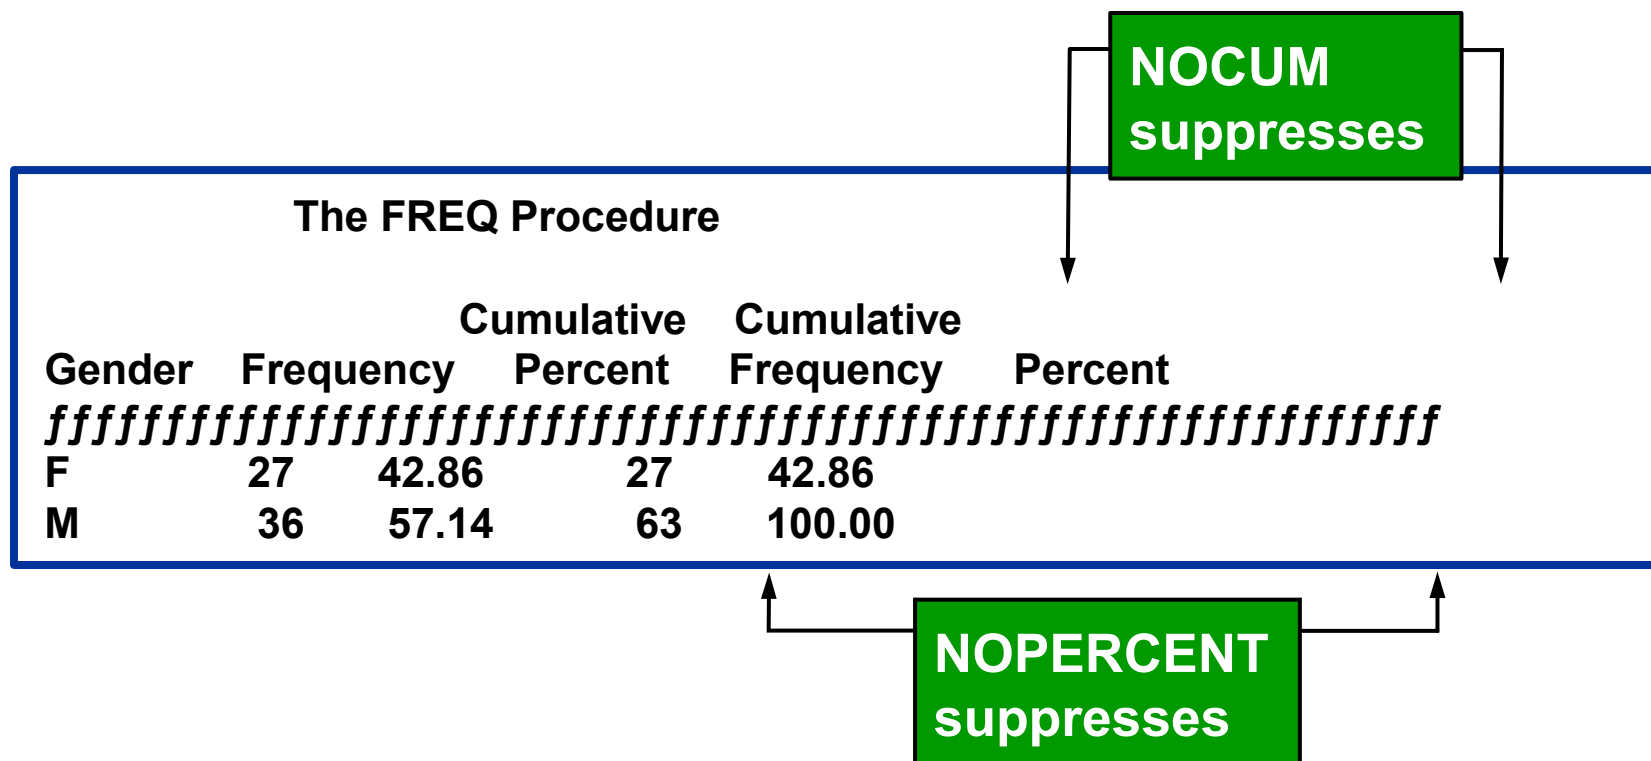 NOCUM
suppresses
The FREQ Procedure
Cumulative Cumulative
Gender Frequency Percent Frequency Percent
ƒƒƒƒƒƒƒƒƒƒƒƒƒƒƒƒƒƒƒƒƒƒƒƒƒƒƒƒƒƒƒƒƒƒƒƒƒƒƒƒƒƒƒƒƒƒƒƒƒƒƒƒƒƒƒƒƒƒƒ
F 27 42.86 27 42.86
M 36 57.14 63 100.00
NOPERCENT
suppresses